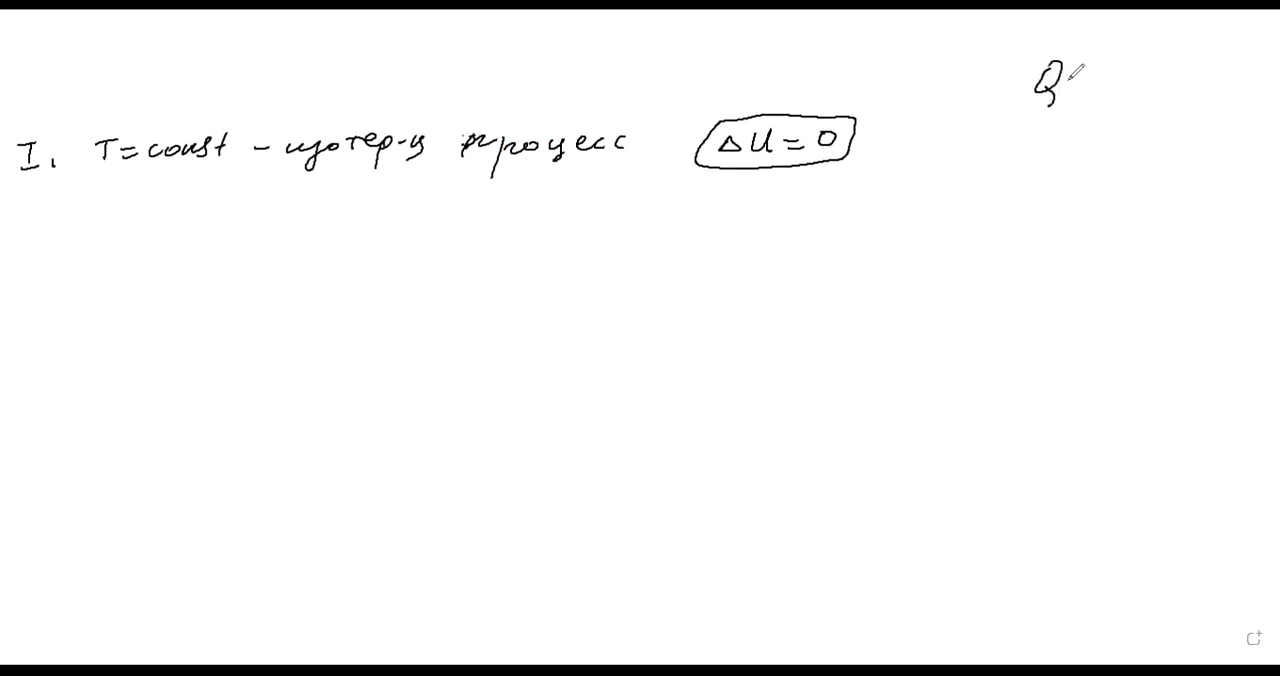 Q
I. T=const - изотер-й процесс ΔU=0